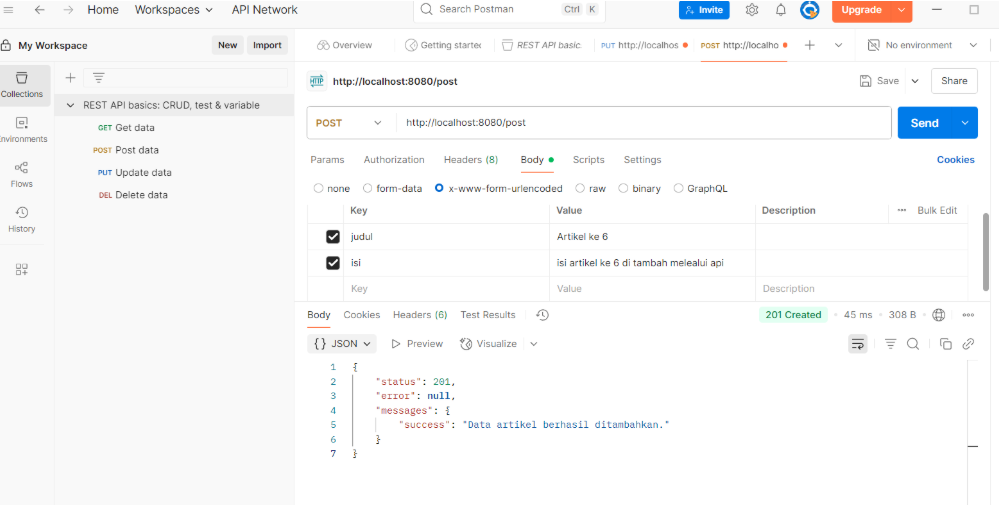 Home Workspaces API Network Search Postman Ctrl K Invite Upgrade
My Workspace New Import Overview Getting starte REST API basic. PUT http://localhos POST http://localho No environment
Collections
REST API basics: CRUD, test & variable
GET Get data
POST Post data
PUT Update data
DEL Delete data
nvironments
Flows
History
HTTP http://localhost:8080/post Save Share
POST http://localhost:8080/post Send
Params Authorization Headers (8) Body Scripts Settings Cookies
none form-data x-www-form-urlencoded raw binary GraphQL
Key Value Description Bulk Edit
judul Artikel ke 6
isi isi artikel ke 6 di tambah melealui api
Key Value Description
Body Cookies Headers (6) Test Results 201 Created 45 ms 308 B
{} JSON Preview Visualize
1 {
2 "status": 201,
3 "error": null,
4 "messages": {
5 "success": "Data artikel berhasil ditambahkan."
6 }
7 }